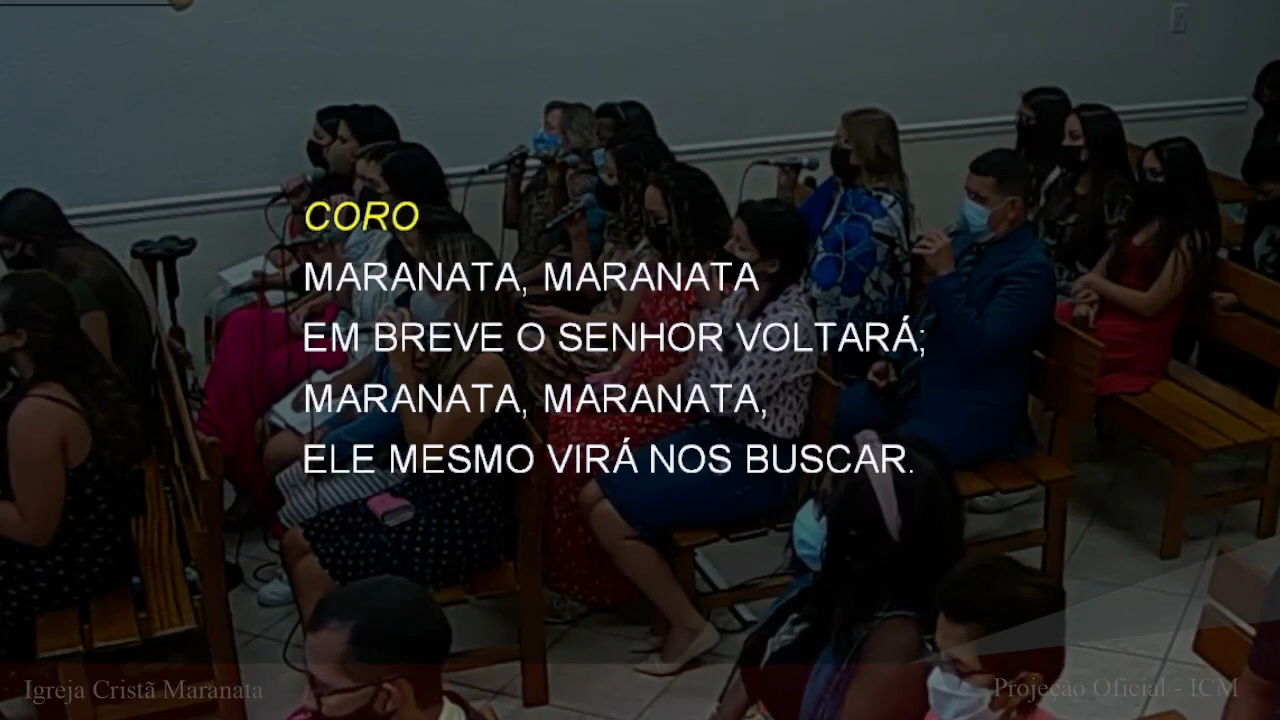 CORO
MARANATA, MARANATA
EM BREVE O SENHOR VOLTARÁ;
MARANATA, MARANATA,
ELE MESMO VIRÁ NOS BUSCAR.
Igreja Cristã Maranata
Projeção Oficial - ICM